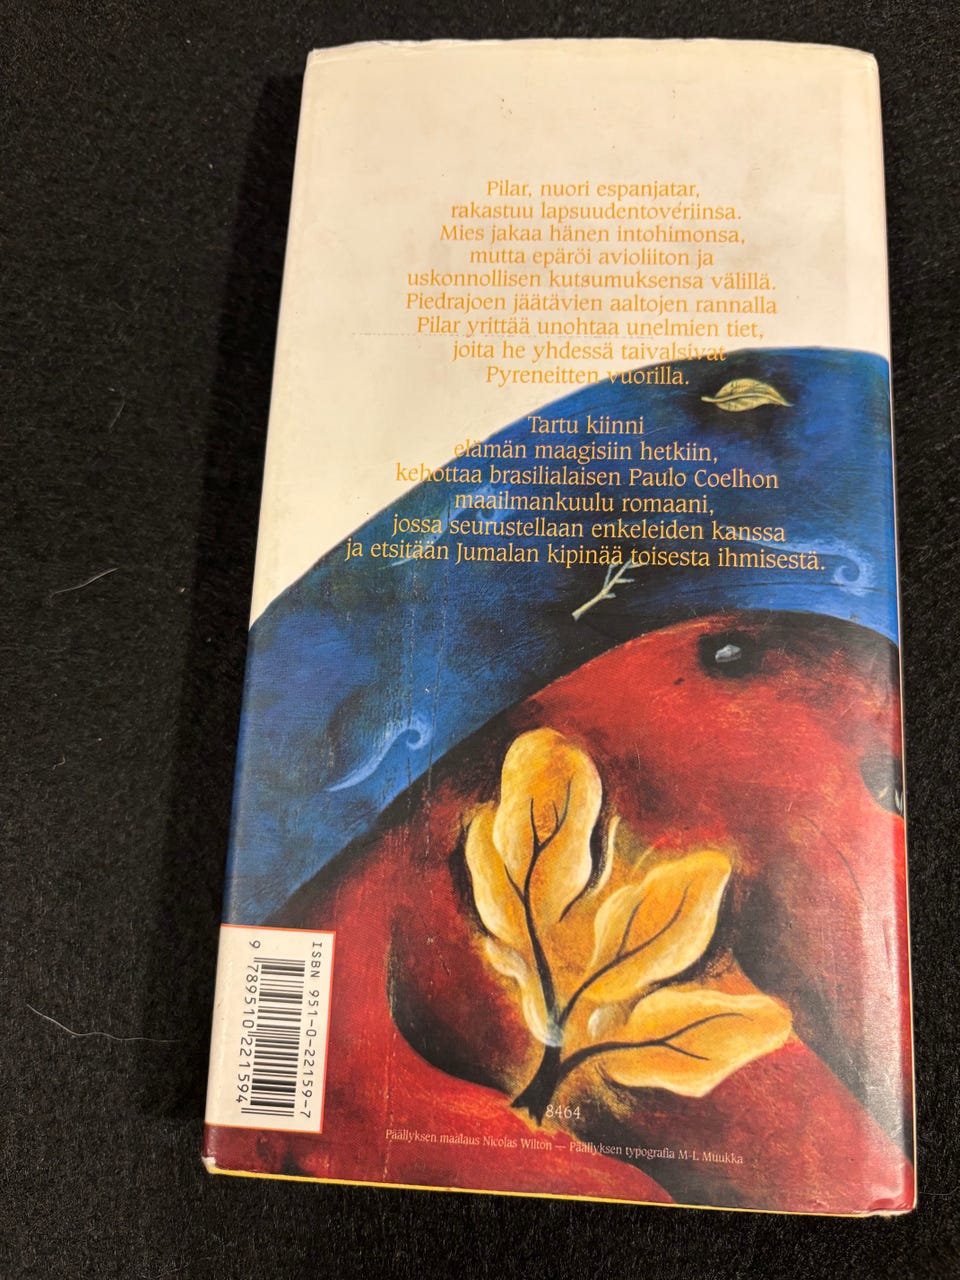 Pilar, nuori espanjatar,
rakastuu lapsuudentoveriinsa.
Mies jakaa hänen intohimonsa,
mutta epäröi avioliiton ja
uskonnollisen kutsumuksensa välillä.
Piedrajoen jäätävien aaltojen rannalla
Pilar yrittää unohtaa unelmien tiet,
joita he yhdessä taivalsivat
Pyreneitten vuorilla.
Tartu kiinni
elämän maagisiin hetkiin,
kehottaa brasilialaisen Paulo Coelhon
maailmankuulu romaani,
jossa seurustellaan enkeleiden kanssa
ja etsitään Jumalan kipinää toisesta ihmisestä.
ISBN 951-0-22159-7
9 789510 221594
8464
Päällyksen maalaus Nicolas Wilton — Päällyksen typografia M-L Muukka